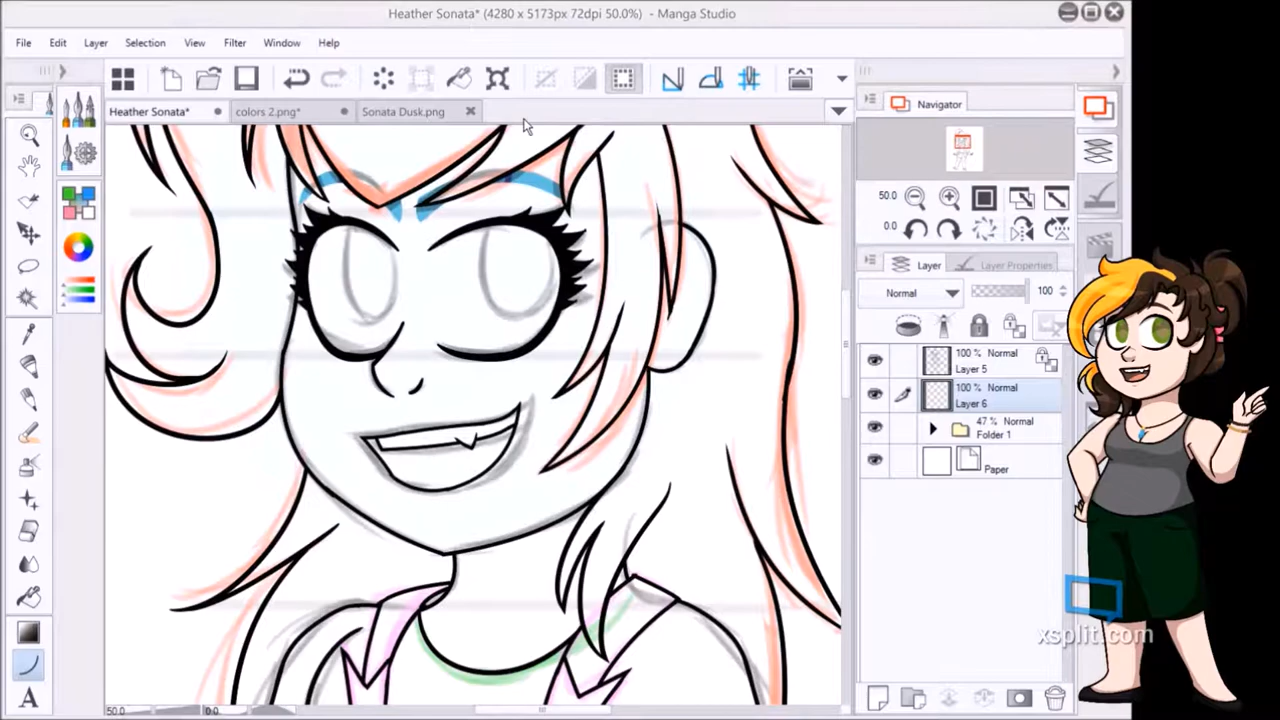 Heather Sonata* (4280 x 5173px 72dpi 50.0%) - Manga Studio
File Edit Layer Selection View Filter Window Help
Heather Sonata* colors 2.png* Sonata Dusk.png
Navigator
50.0
0.0
Layer Layer Properties
Normal 100
100 % Normal
Layer 5
100 % Normal
Layer 6
47 % Normal
Folder 1
Paper
A
xsplit.com
50.0 0.0